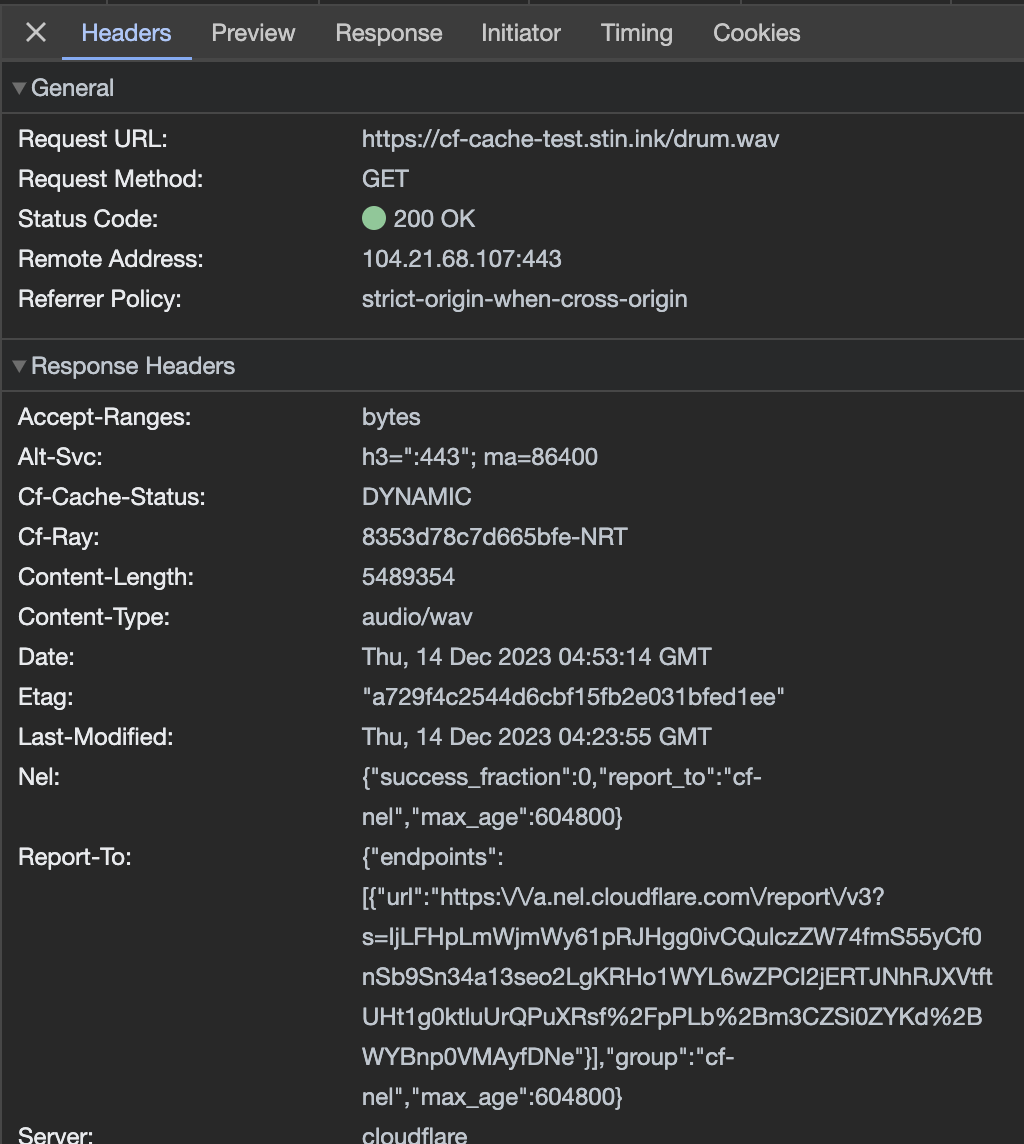 Headers Preview Response Initiator Timing Cookies
General
Request URL: https://cf-cache-test.stin.ink/drum.wav
Request Method: GET
Status Code: 200 OK
Remote Address: 104.21.68.107:443
Referrer Policy: strict-origin-when-cross-origin
Response Headers
Accept-Ranges: bytes
Alt-Svc: h3=":443"; ma=86400
Cf-Cache-Status: DYNAMIC
Cf-Ray: 8353d78c7d665bfe-NRT
Content-Length: 5489354
Content-Type: audio/wav
Date: Thu, 14 Dec 2023 04:53:14 GMT
Etag: "a729f4c2544d6cbf15fb2e031bfed1ee"
Last-Modified: Thu, 14 Dec 2023 04:23:55 GMT
Nel: {"success_fraction":0,"report_to":"cf-
nel","max_age":604800}
Report-To: {"endpoints":
[{"url":"https:\/\/a.nel.cloudflare.com\/report\/v3?
s=IjLFHpLmWjmWy61pRJHgg0ivCQulczZW74fmS55yCf0
nSb9Sn34a13seo2LgKRHo1WYL6wZPCI2jERTJNhRJXVtft
UHt1g0ktluUrQPuXRsf%2FpPLb%2Bm3CZSi0ZYKd%2B
WYBnp0VMAyfDNe"}],"group":"cf-
nel","max_age":604800}
Server: cloudflare